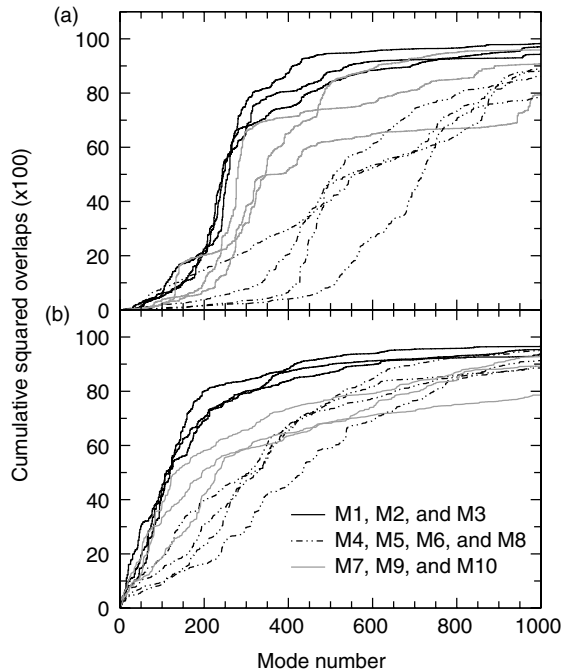 (a)
100
80
60
40
20
0
(b)
100
80
60
40
20
0
Cumulative squared overlaps (x100)
M1, M2, and M3
M4, M5, M6, and M8
M7, M9, and M10
0 200 400 600 800 1000
Mode number